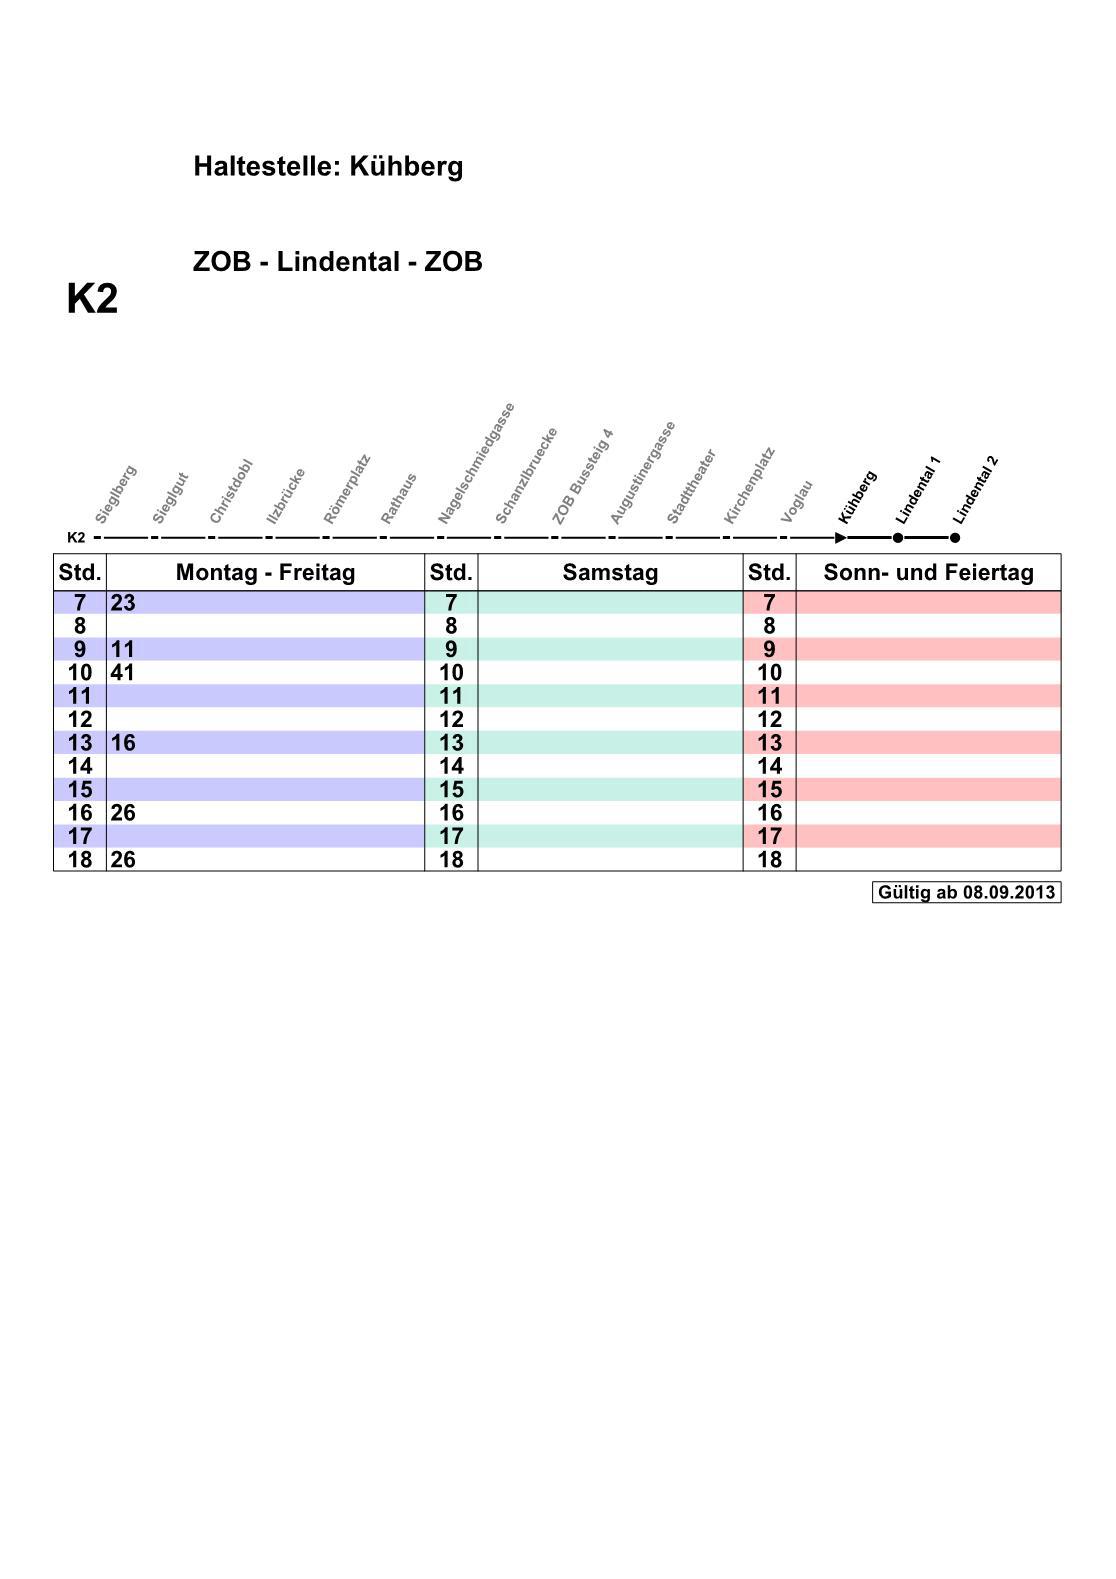 Haltestelle: Kühberg
ZOB - Lindental - ZOB
K2
Sieglberg
Sieglgut
Christdobl
Ilzbrücke
Römerplatz
Rathaus
Nagelschmiedgasse
Schanzlbruecke
ZOB Bussteig 4
Augustinergasse
Stadttheater
Kirchenplatz
Voglau
Kühberg
Lindental 1
Lindental 2
K2
Std. Montag - Freitag Std. Samstag Std. Sonn- und Feiertag
7 23 7 7
8 8 8
9 11 9 9
10 41 10 10
11 11 11
12 12 12
13 16 13 13
14 14 14
15 15 15
16 26 16 16
17 17 17
18 26 18 18
Gültig ab 08.09.2013